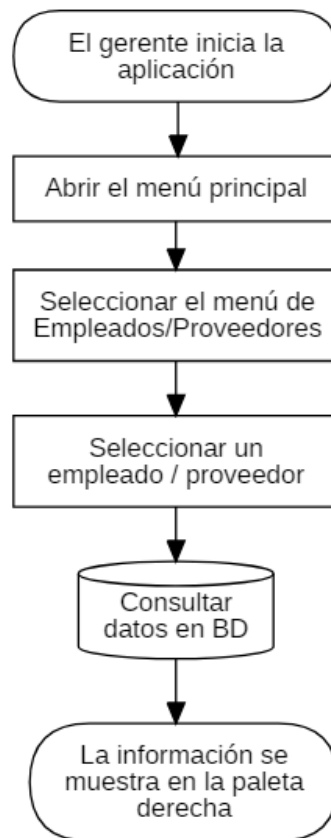 El gerente inicia la
aplicación
Abrir el menú principal
Seleccionar el menú de
Empleados/Proveedores
Seleccionar un
empleado / proveedor
Consultar
datos en BD
La información se
muestra en la paleta
derecha